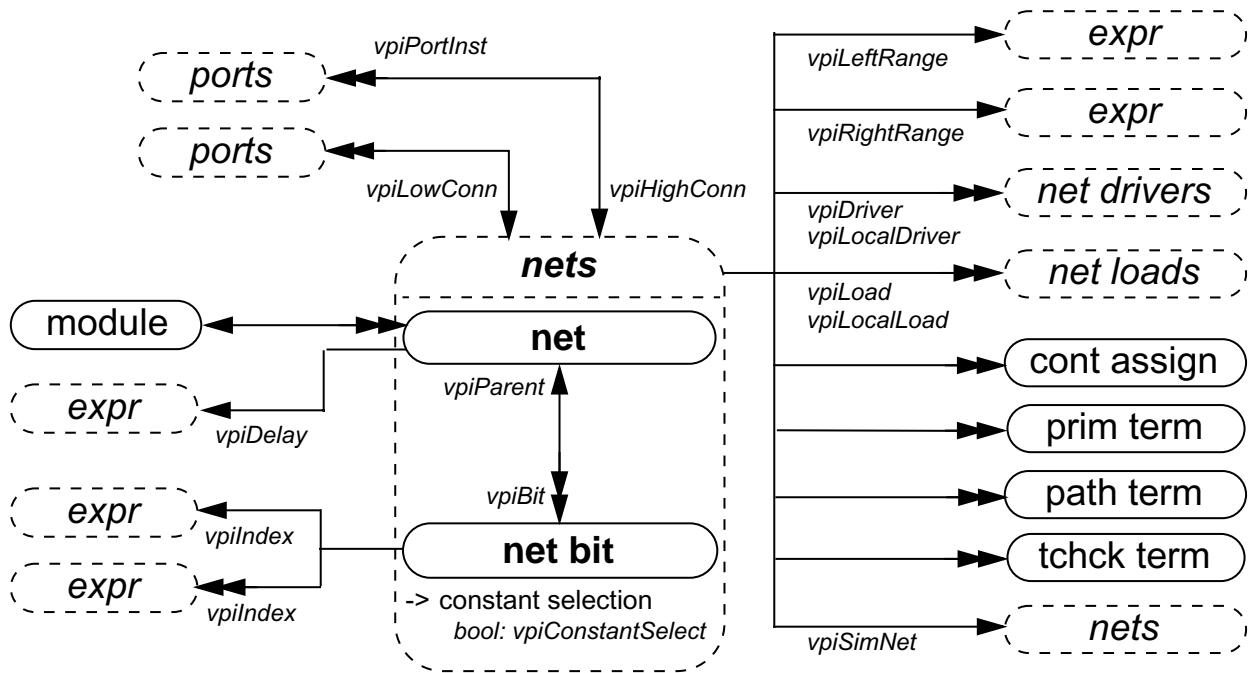 vpiPortInst
ports
ports
vpiLowConn
vpiHighConn
nets
module
net
expr
vpiDelay
vpiParent
vpiBit
expr
vpiIndex
expr
vpiIndex
net bit
-> constant selection
bool: vpiConstantSelect
expr
vpiLeftRange
expr
vpiRightRange
net drivers
vpiDriver
vpiLocalDriver
net loads
vpiLoad
vpiLocalLoad
cont assign
prim term
path term
tchck term
nets
vpiSimNet